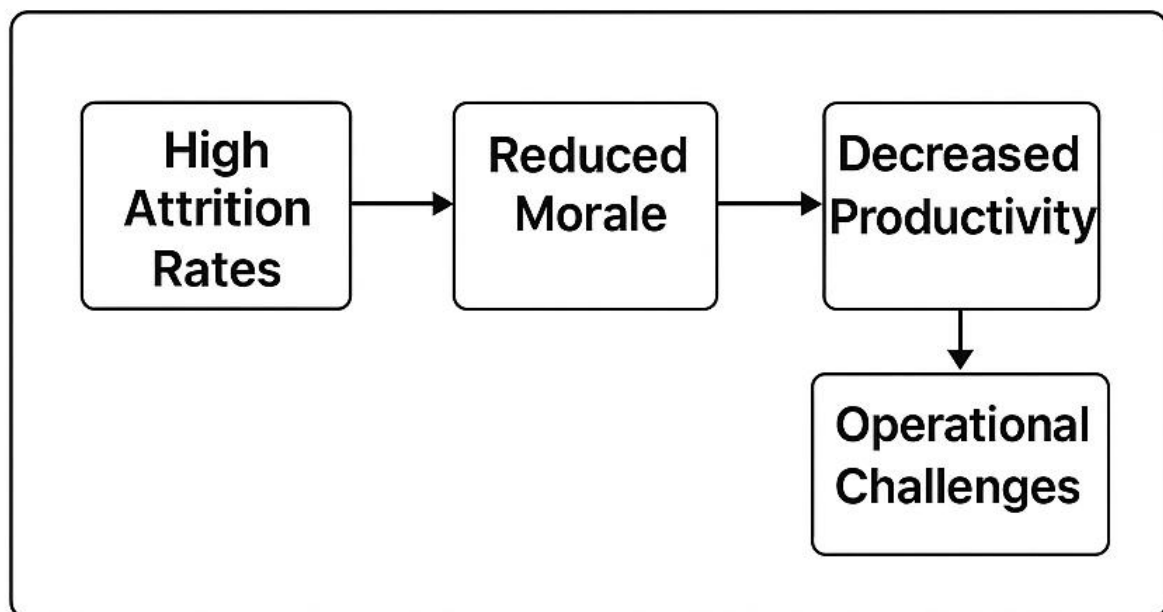 High
Attrition
Rates
Reduced
Morale
Decreased
Productivity
Operational
Challenges